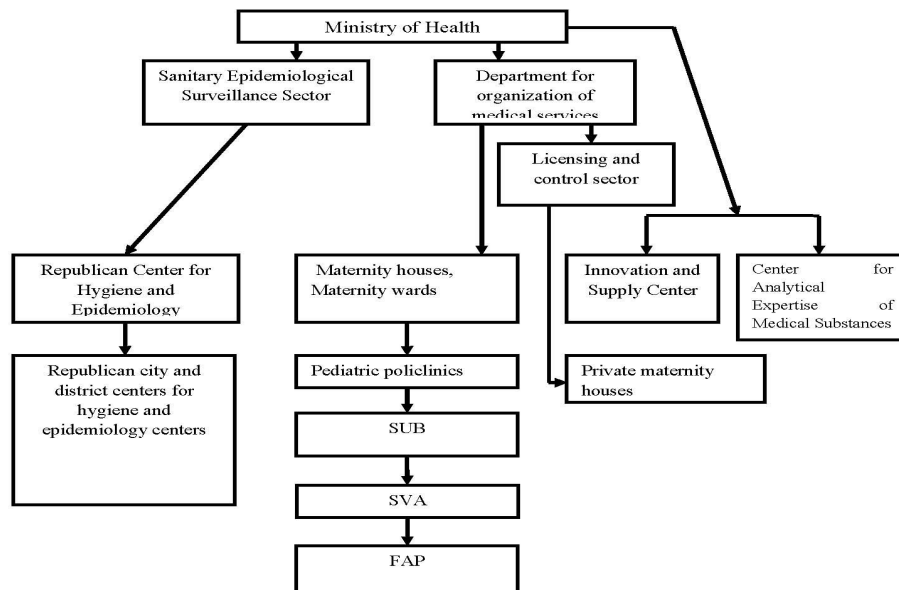 Ministry of Health
Sanitary Epidemiological
Surveillance Sector
Department for
organization of
medical services
Licensing and
control sector
Republican Center for
Hygiene and
Epidemiology
Maternity houses,
Maternity wards
Innovation and
Supply Center
Center for
Analytical
Expertise of
Medical Substances
Republican city and
district centers for
hygiene and
epidemiology centers
Pediatric policlinics
Private maternity
houses
SUB
SVA
FAP